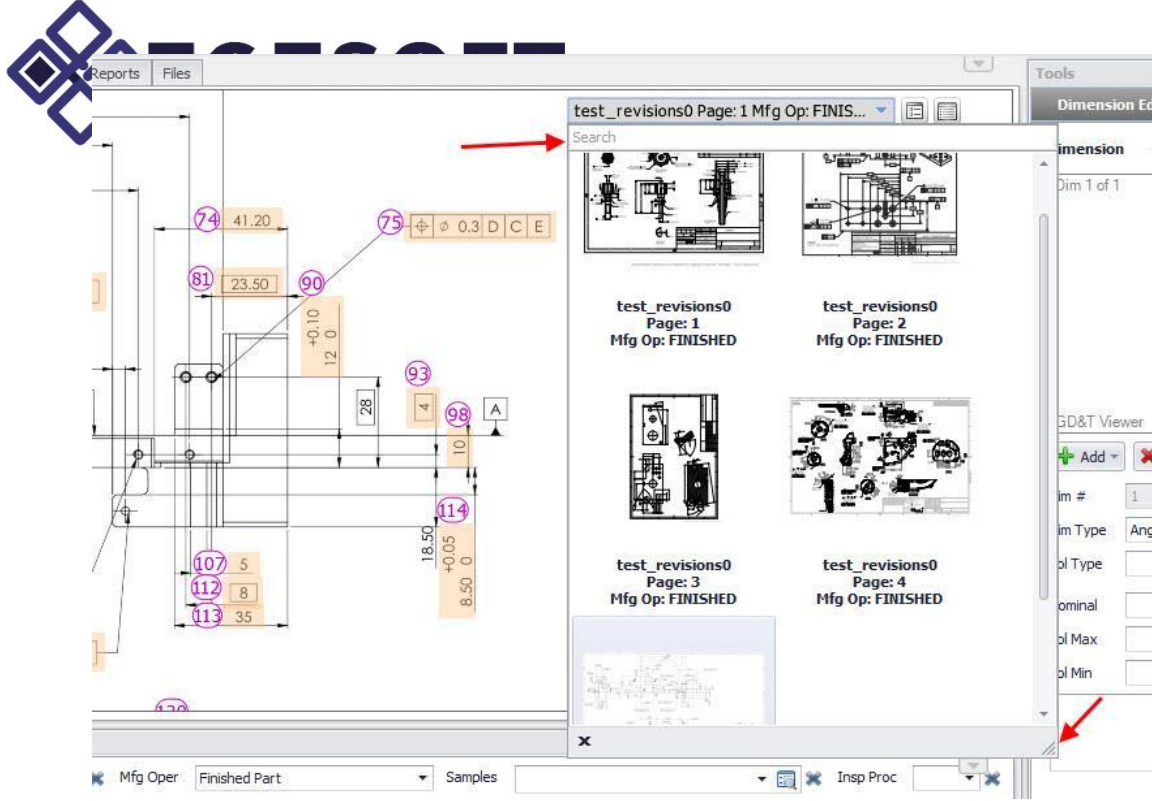 Reports Files
Tools
Dimension
test_revisions0 Page: 1 Mfg Op: FINIS...
Search
imension
Dim 1 of 1
74 41.20
75 ⌖ ⌀ 0.3 D C E
81 23.50 90
+0.10
12 0
test_revisions0
Page: 1
Mfg Op: FINISHED
test_revisions0
Page: 2
Mfg Op: FINISHED
93
28
4
98
A
10
GD&T Viewer
Add
im # 1
im Type Ang
ol Type
ominal
ol Max
ol Min
114
18.50
+0.05
8.50 0
107 5
112 8
113 35
test_revisions0
Page: 3
Mfg Op: FINISHED
test_revisions0
Page: 4
Mfg Op: FINISHED
x
Mfg Oper Finished Part Samples Insp Proc